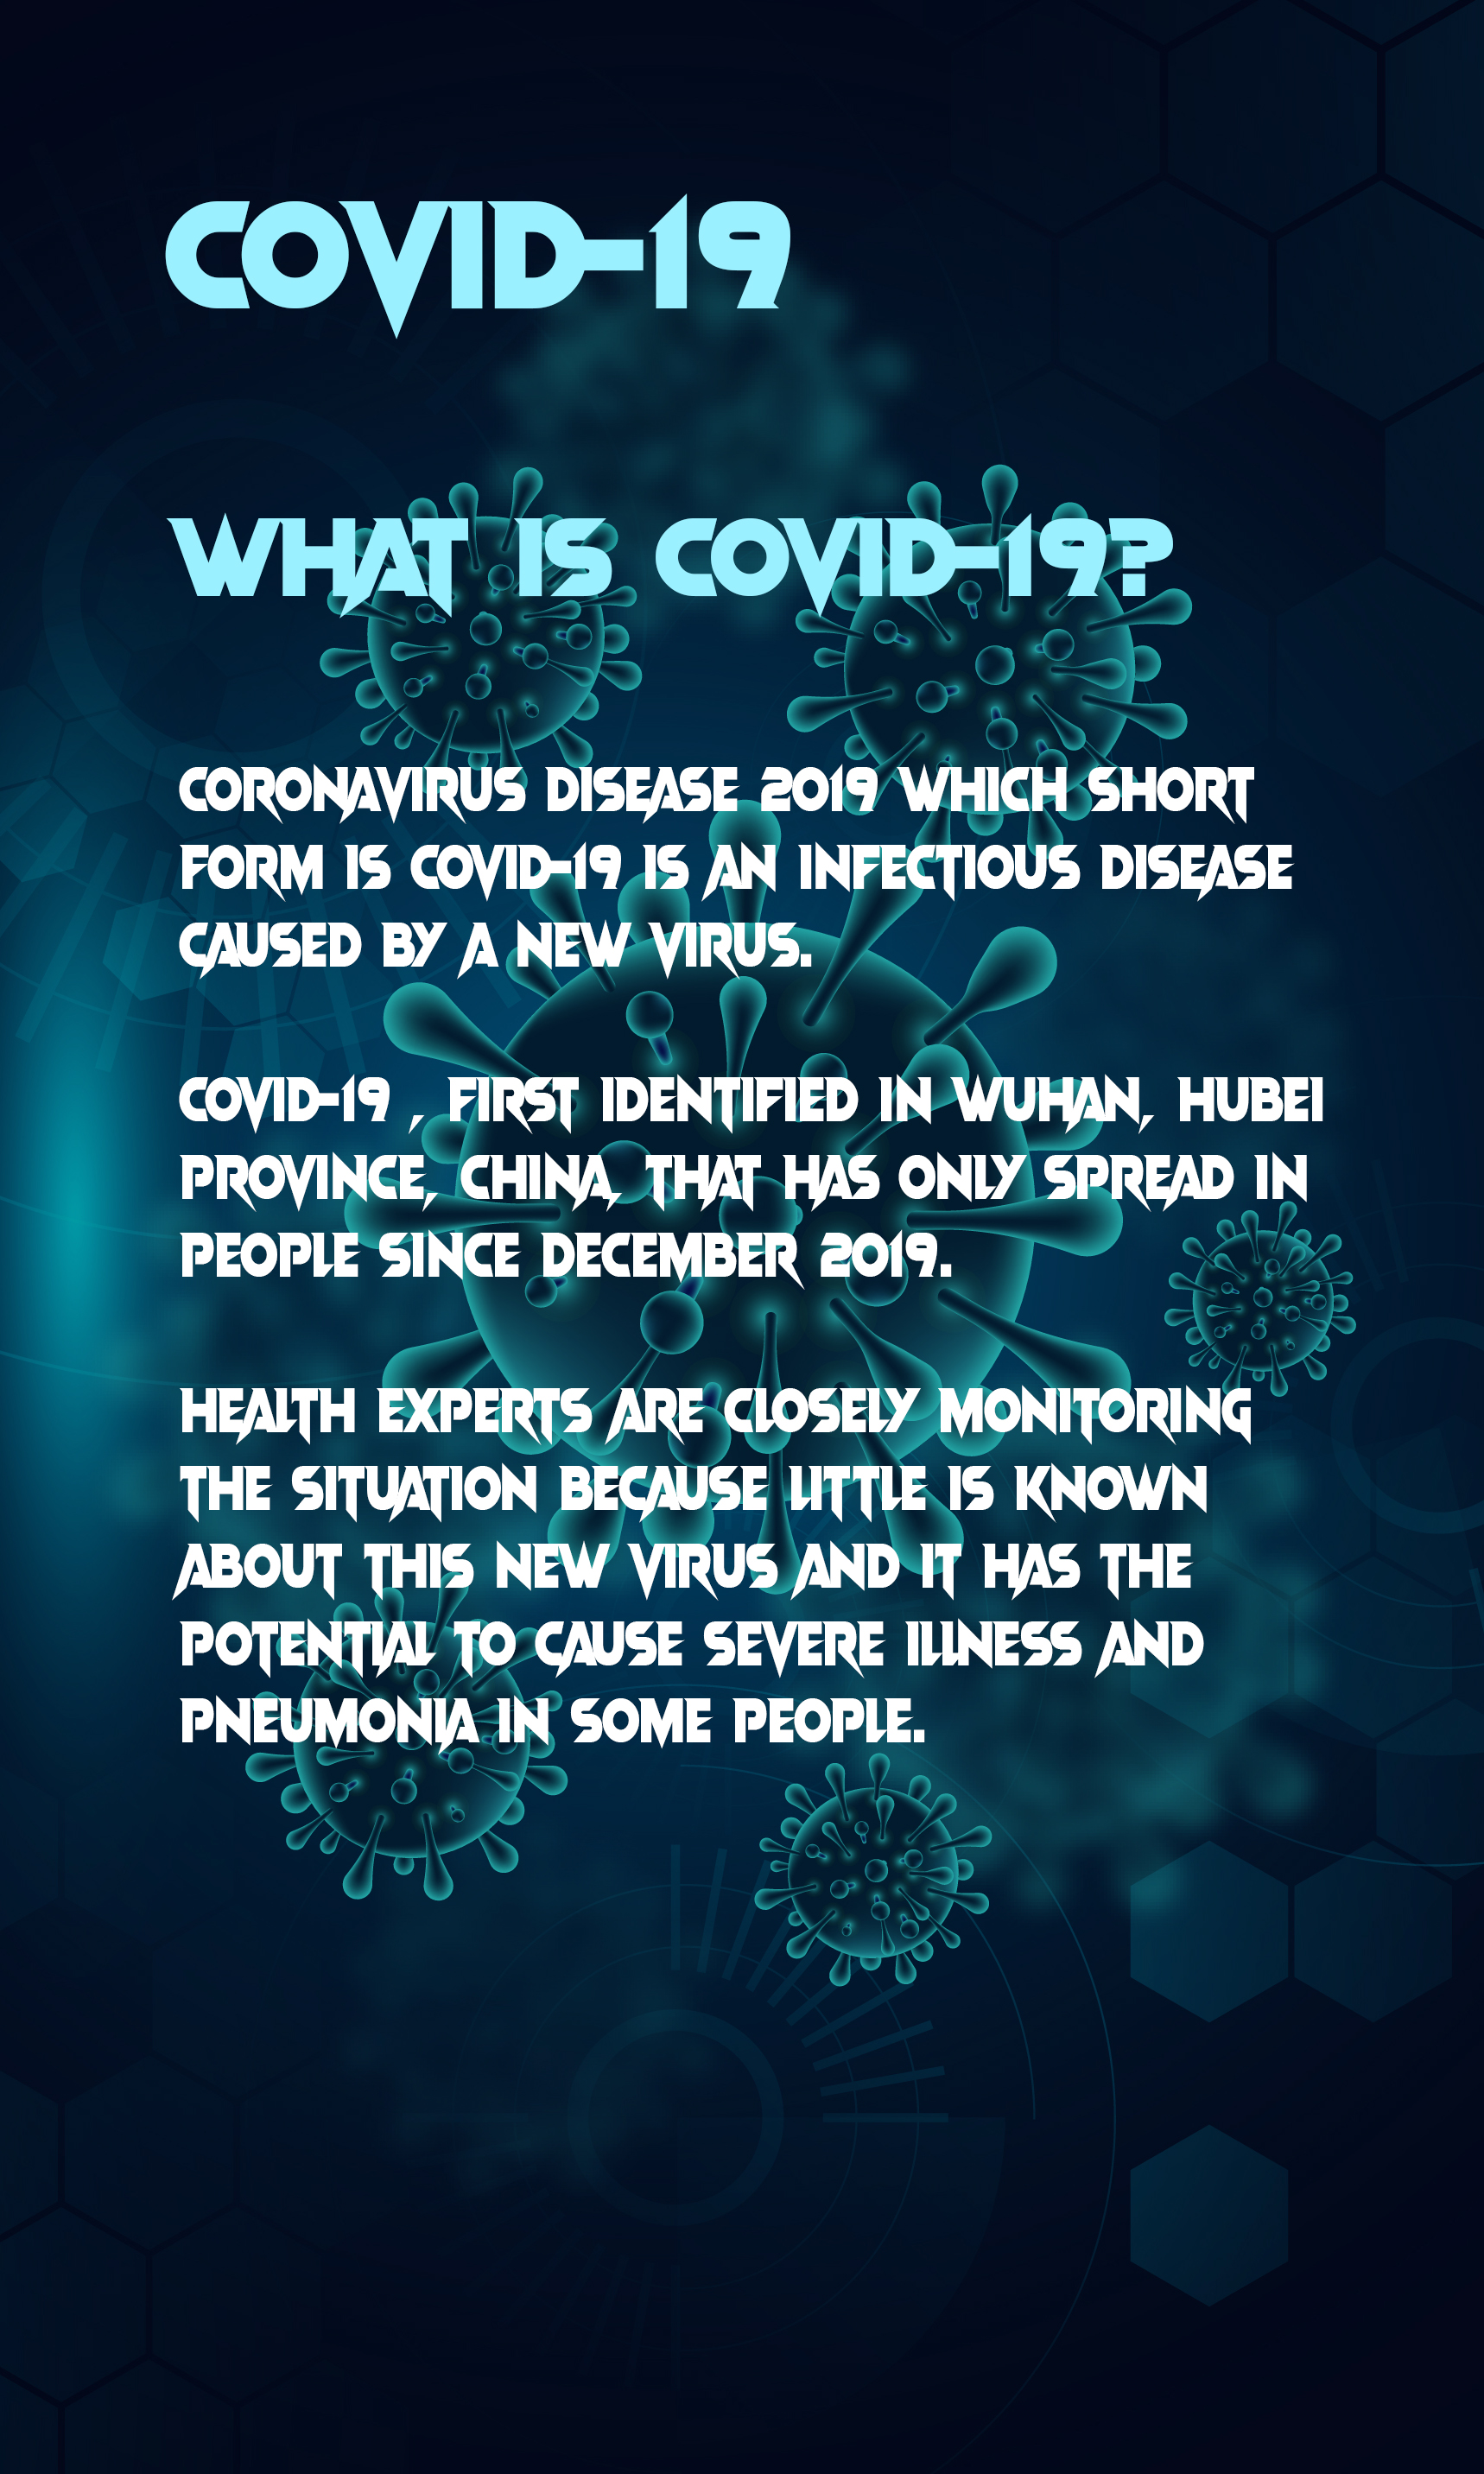 COVID-19
WHAT IS COVID-19?
CORONAVIRUS DISEASE 2019 WHICH SHORT
FORM IS COVID-19 IS AN INFECTIOUS DISEASE
CAUSED BY A NEW VIRUS.
COVID-19 , FIRST IDENTIFIED IN WUHAN, HUBEI
PROVINCE, CHINA, THAT HAS ONLY SPREAD IN
PEOPLE SINCE DECEMBER 2019.
HEALTH EXPERTS ARE CLOSELY MONITORING
THE SITUATION BECAUSE LITTLE IS KNOWN
ABOUT THIS NEW VIRUS AND IT HAS THE
POTENTIAL TO CAUSE SEVERE ILLNESS AND
PNEUMONIA IN SOME PEOPLE.